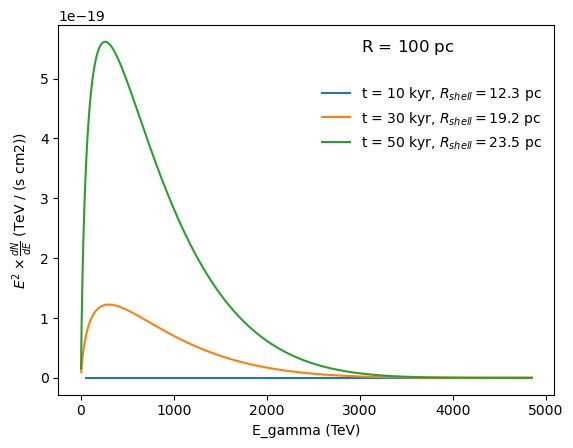 1e−19
R = 100 pc
t = 10 kyr, R_shell = 12.3 pc
t = 30 kyr, R_shell = 19.2 pc
t = 50 kyr, R_shell = 23.5 pc
5
4
3
2
1
0
E² × dN/dE (TeV / (s cm2))
0 1000 2000 3000 4000 5000
E_gamma (TeV)